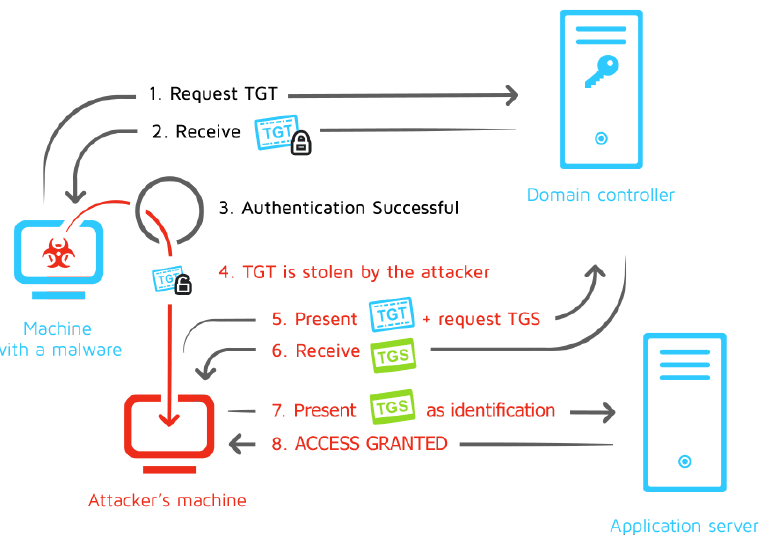 1. Request TGT
2. Receive TGT
Domain controller
3. Authentication Successful
4. TGT is stolen by the attacker
TGT
5. Present TGT + request TGS
Machine
with a malware
6. Receive TGS
7. Present TGS as identification
8. ACCESS GRANTED
Attacker's machine
Application server